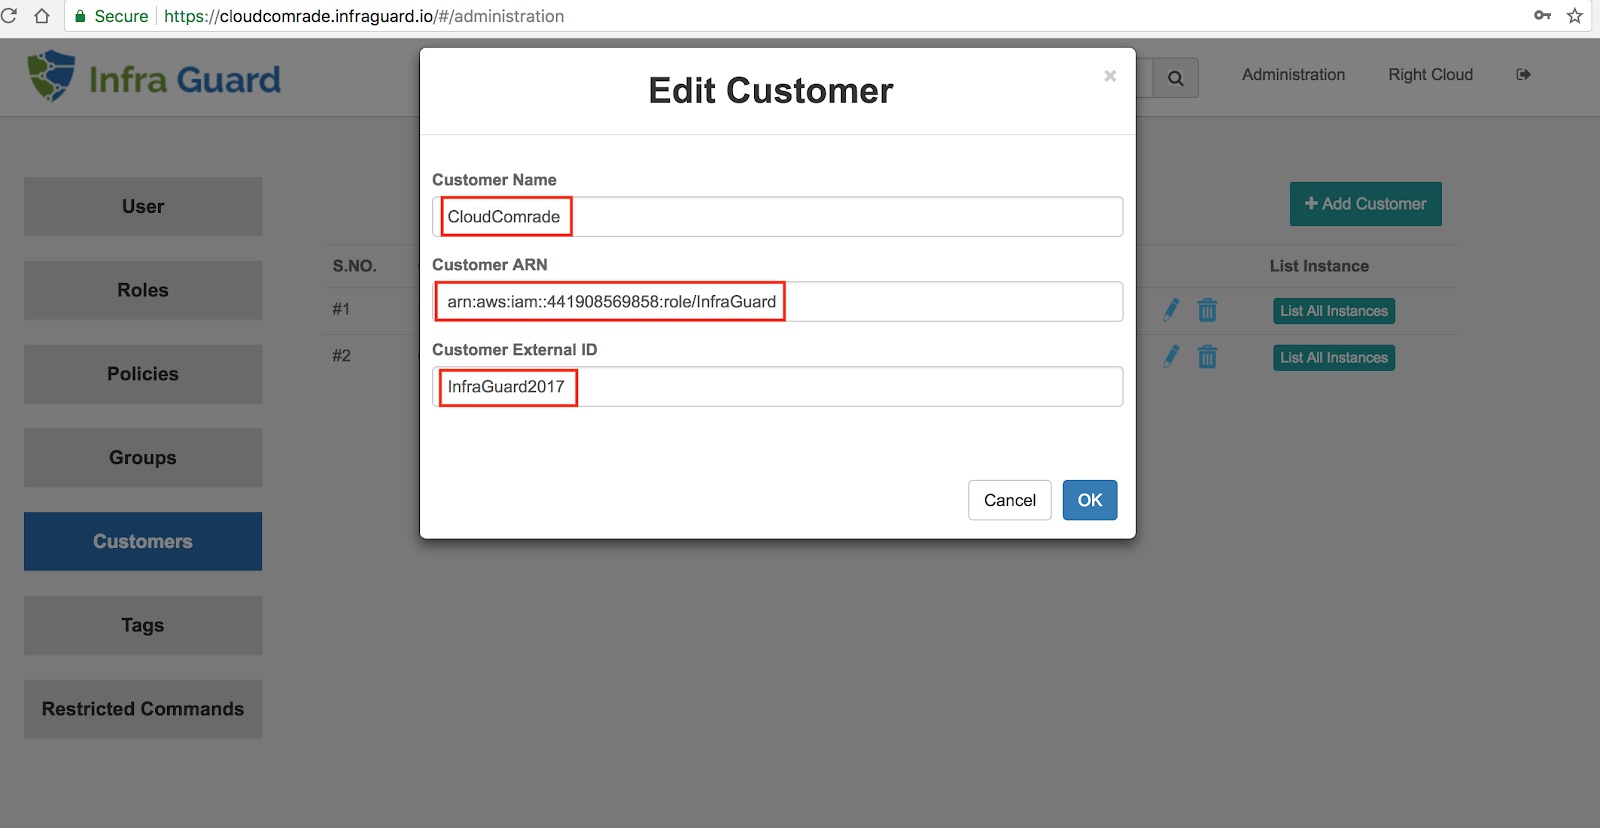 Secure https://cloudcomrade.infraguard.io/#/administration
Infra Guard
Administration Right Cloud
Edit Customer ×
Customer Name
CloudComrade
Customer ARN
arn:aws:iam::441908569858:role/InfraGuard
Customer External ID
InfraGuard2017
Cancel OK
User
Roles
Policies
Groups
Customers
Tags
Restricted Commands
+ Add Customer
S.NO. List Instance
#1 List All Instances
#2 List All Instances